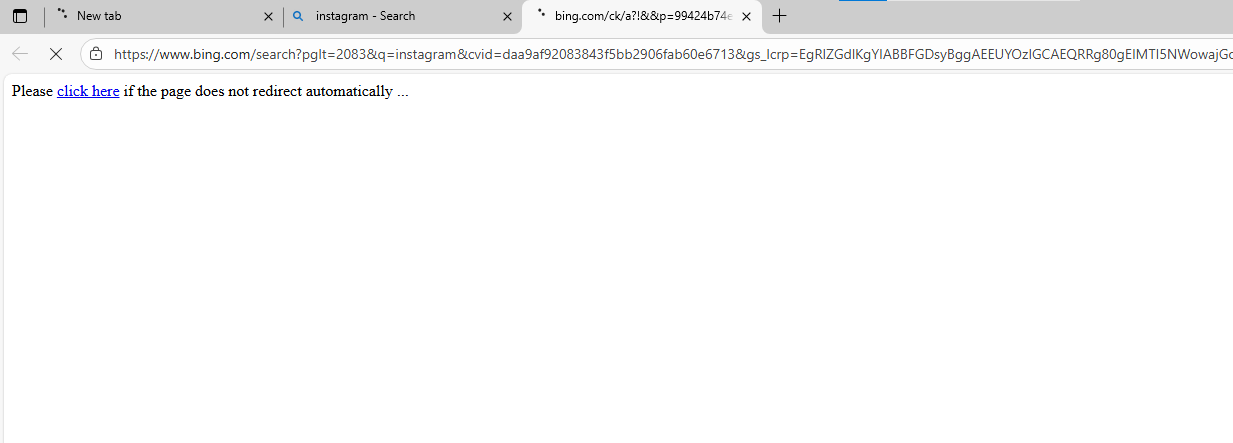 New tab
instagram - Search
bing.com/ck/a?!&&p=99424b74e
https://www.bing.com/search?pglt=2083&q=instagram&cvid=daa9af92083843f5bb2906fab60e6713&gs_lcrp=EgRlZGdlKgYIABBFGDsyBggAEEUYOzIGCAEQRRg80gEIMTI5NWowajGo
Please click here if the page does not redirect automatically ...